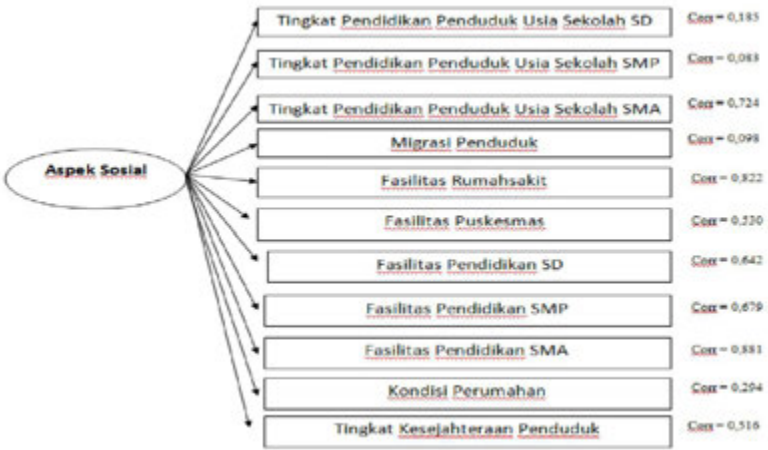 Tingkat Pendidikan Penduduk Usia Sekolah SD Corr = 0,185
Tingkat Pendidikan Penduduk Usia Sekolah SMP Corr = 0,083
Tingkat Pendidikan Penduduk Usia Sekolah SMA Corr = 0,724
Migrasi Penduduk Corr = 0,098
Aspek Sosial
Fasilitas Rumahsakit Corr = 0,822
Fasilitas Puskesmas Corr = 0,530
Fasilitas Pendidikan SD Corr = 0,642
Fasilitas Pendidikan SMP Corr = 0,679
Fasilitas Pendidikan SMA Corr = 0,881
Kondisi Perumahan Corr = 0,294
Tingkat Kesejahteraan Penduduk Corr = 0,516